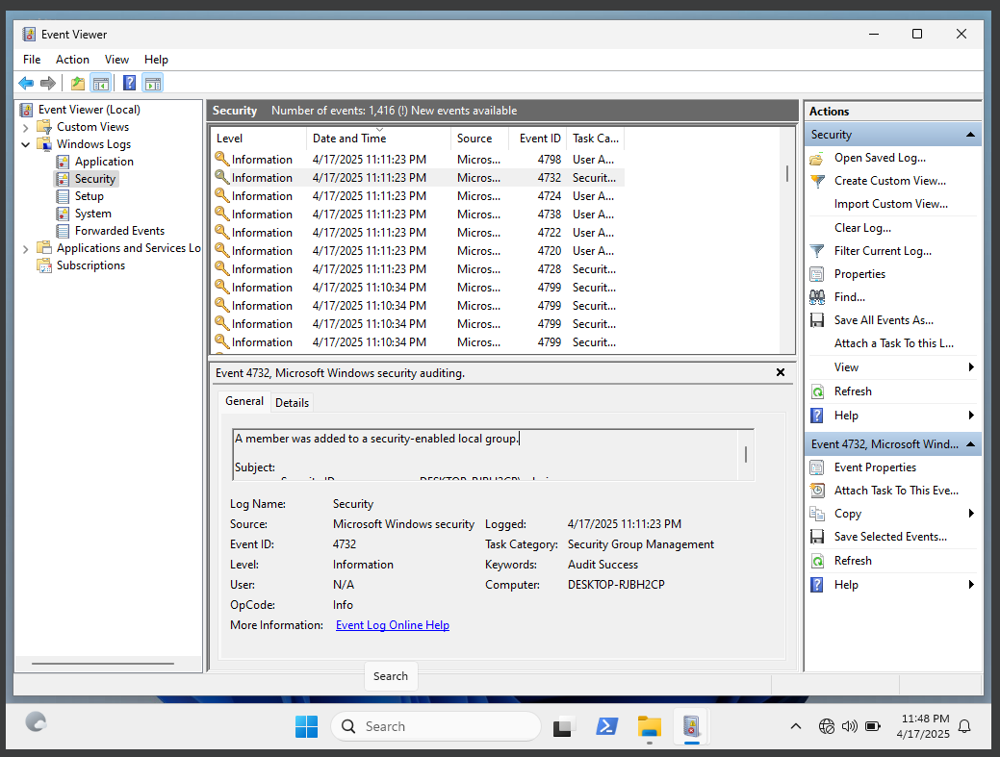 Event Viewer
File Action View Help
Event Viewer (Local)
Custom Views
Windows Logs
Application
Security
Setup
System
Forwarded Events
Applications and Services Lo
Subscriptions
Security Number of events: 1,416 (!) New events available
Level Date and Time Source Event ID Task Ca...
Information 4/17/2025 11:11:23 PM Micros... 4798 User A...
Information 4/17/2025 11:11:23 PM Micros... 4732 Securit...
Information 4/17/2025 11:11:23 PM Micros... 4724 User A...
Information 4/17/2025 11:11:23 PM Micros... 4738 User A...
Information 4/17/2025 11:11:23 PM Micros... 4722 User A...
Information 4/17/2025 11:11:23 PM Micros... 4720 User A...
Information 4/17/2025 11:11:23 PM Micros... 4728 Securit...
Information 4/17/2025 11:10:34 PM Micros... 4799 Securit...
Information 4/17/2025 11:10:34 PM Micros... 4799 Securit...
Information 4/17/2025 11:10:34 PM Micros... 4799 Securit...
Information 4/17/2025 11:10:34 PM Micros... 4799 Securit...
Event 4732, Microsoft Windows security auditing.
General Details
A member was added to a security-enabled local group.
Subject:
Log Name: Security
Source: Microsoft Windows security Logged: 4/17/2025 11:11:23 PM
Event ID: 4732 Task Category: Security Group Management
Level: Information Keywords: Audit Success
User: N/A Computer: DESKTOP-RJBH2CP
OpCode: Info
More Information: Event Log Online Help
Actions
Security
Open Saved Log...
Create Custom View...
Import Custom View...
Clear Log...
Filter Current Log...
Properties
Find...
Save All Events As...
Attach a Task To this L...
View
Refresh
Help
Event 4732, Microsoft Wind...
Event Properties
Attach Task To This Eve...
Copy
Save Selected Events...
Refresh
Help
Search
Search
11:48 PM
4/17/2025